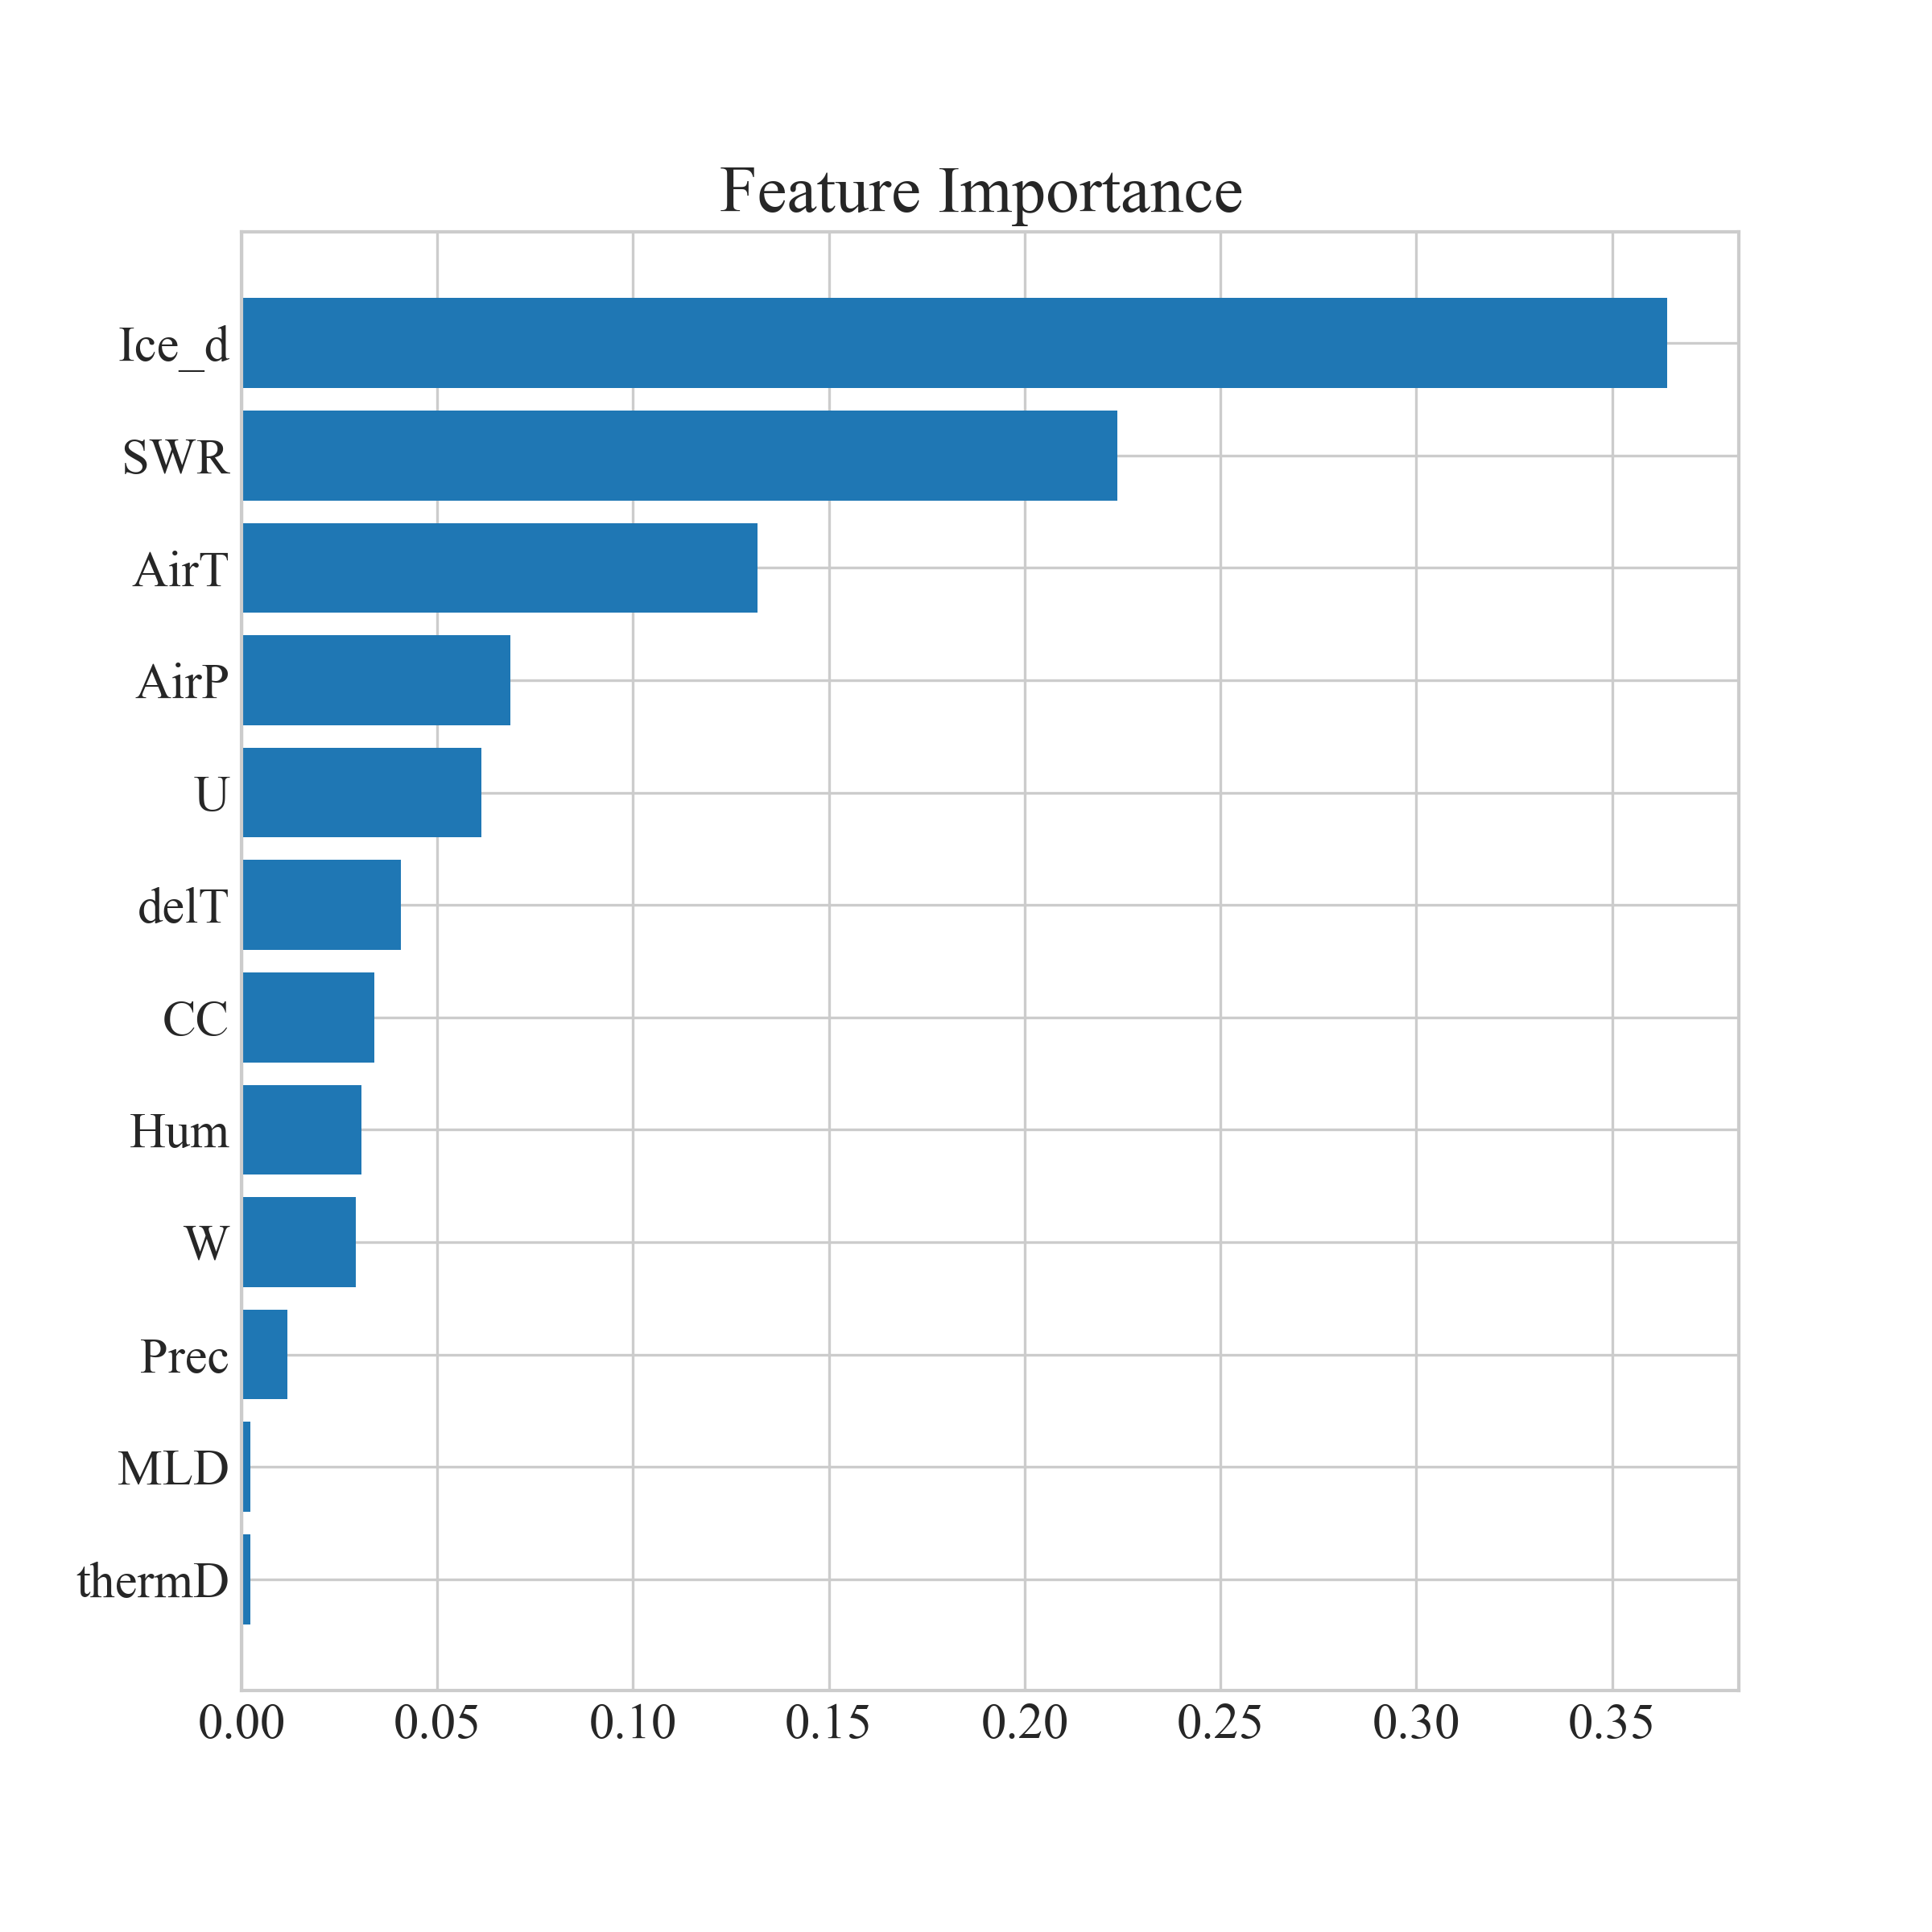 Feature Importance
Ice_d
SWR
AirT
AirP
U
delT
CC
Hum
W
Prec
MLD
thermD
0.00 0.05 0.10 0.15 0.20 0.25 0.30 0.35